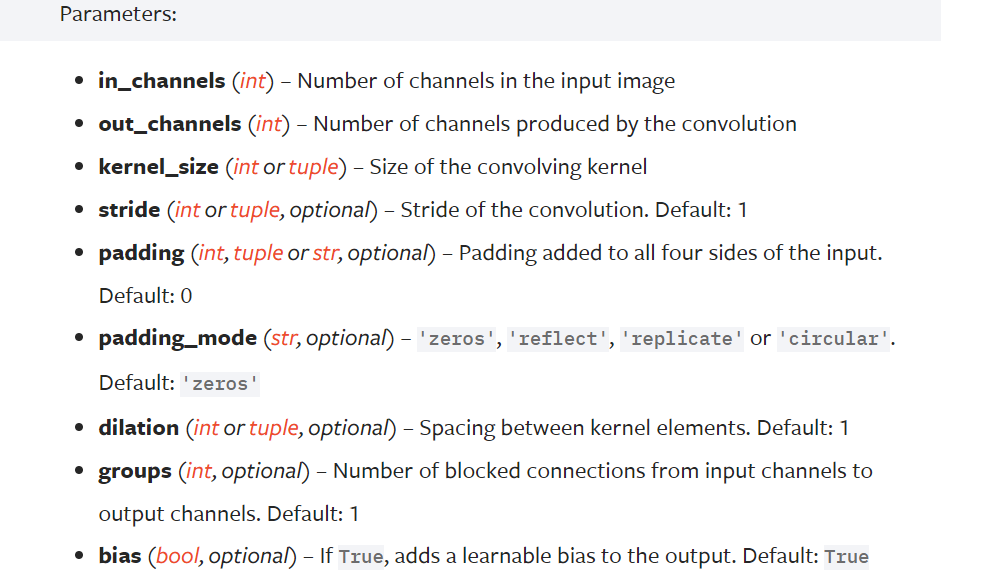 Parameters:
• in_channels (int) – Number of channels in the input image
• out_channels (int) – Number of channels produced by the convolution
• kernel_size (int or tuple) – Size of the convolving kernel
• stride (int or tuple, optional) – Stride of the convolution. Default: 1
• padding (int, tuple or str, optional) – Padding added to all four sides of the input.
Default: 0
• padding_mode (str, optional) – 'zeros', 'reflect', 'replicate' or 'circular'.
Default: 'zeros'
• dilation (int or tuple, optional) – Spacing between kernel elements. Default: 1
• groups (int, optional) – Number of blocked connections from input channels to
output channels. Default: 1
• bias (bool, optional) – If True, adds a learnable bias to the output. Default: True